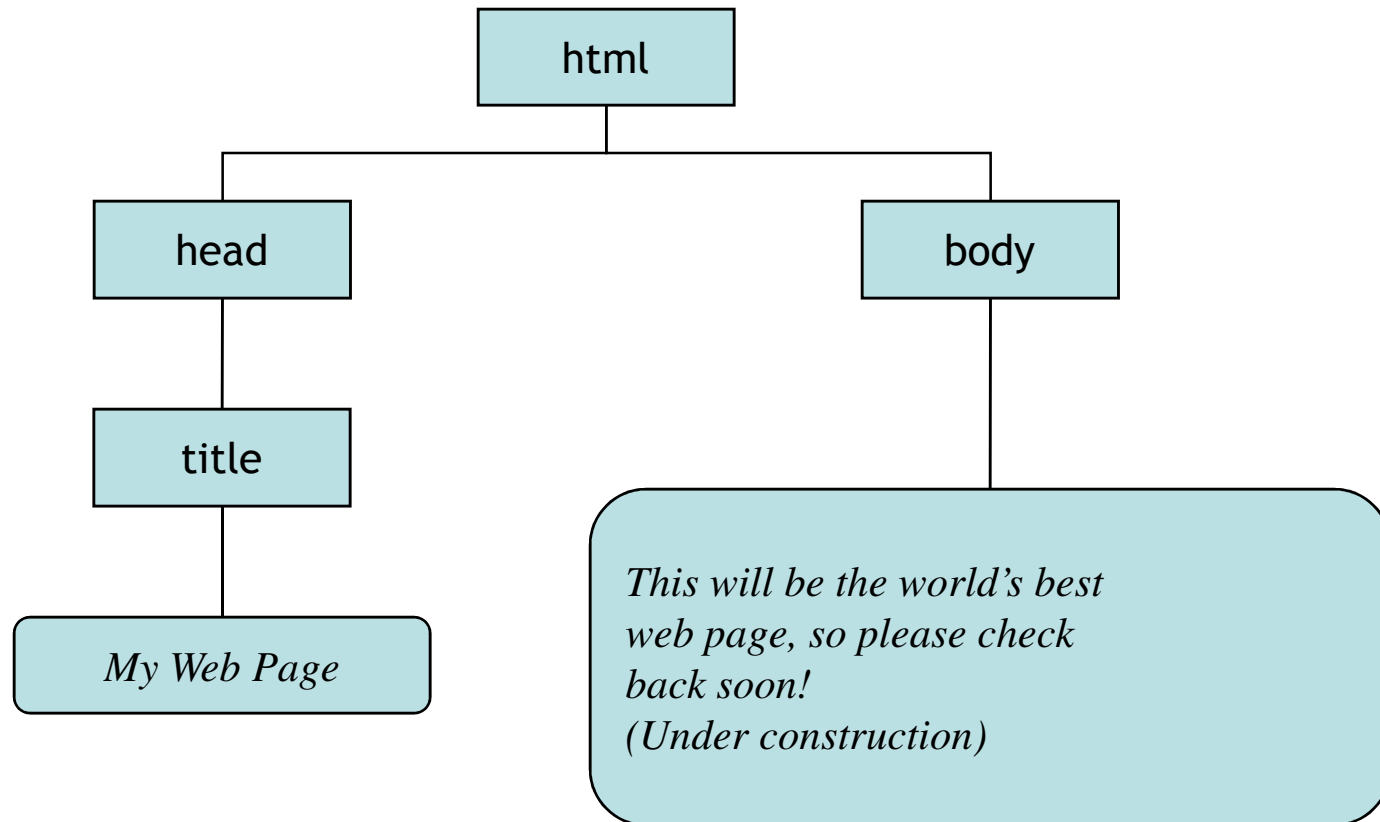 html
head
body
title
My Web Page
This will be the world’s best
web page, so please check
back soon!
(Under construction)